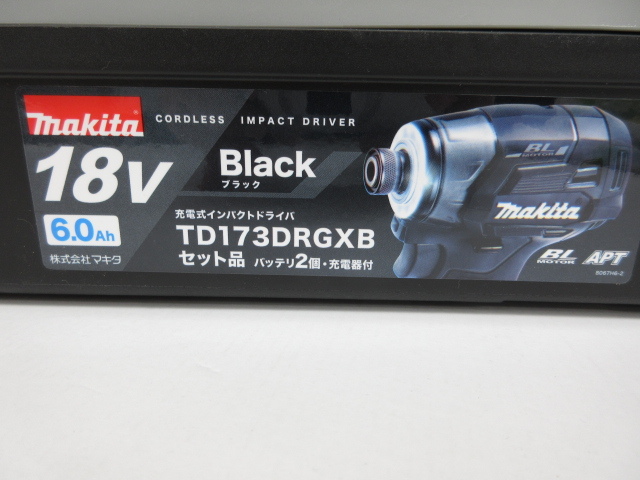 makita
CORDLESS IMPACT DRIVER
18V
Black
ブラック
6.0Ah
充電式インパクトドライバ
TD173DRGXB
株式会社マキタ
セット品 バッテリ2個・充電器付
BL
MOTOR
makita
BL
MOTOR
APT